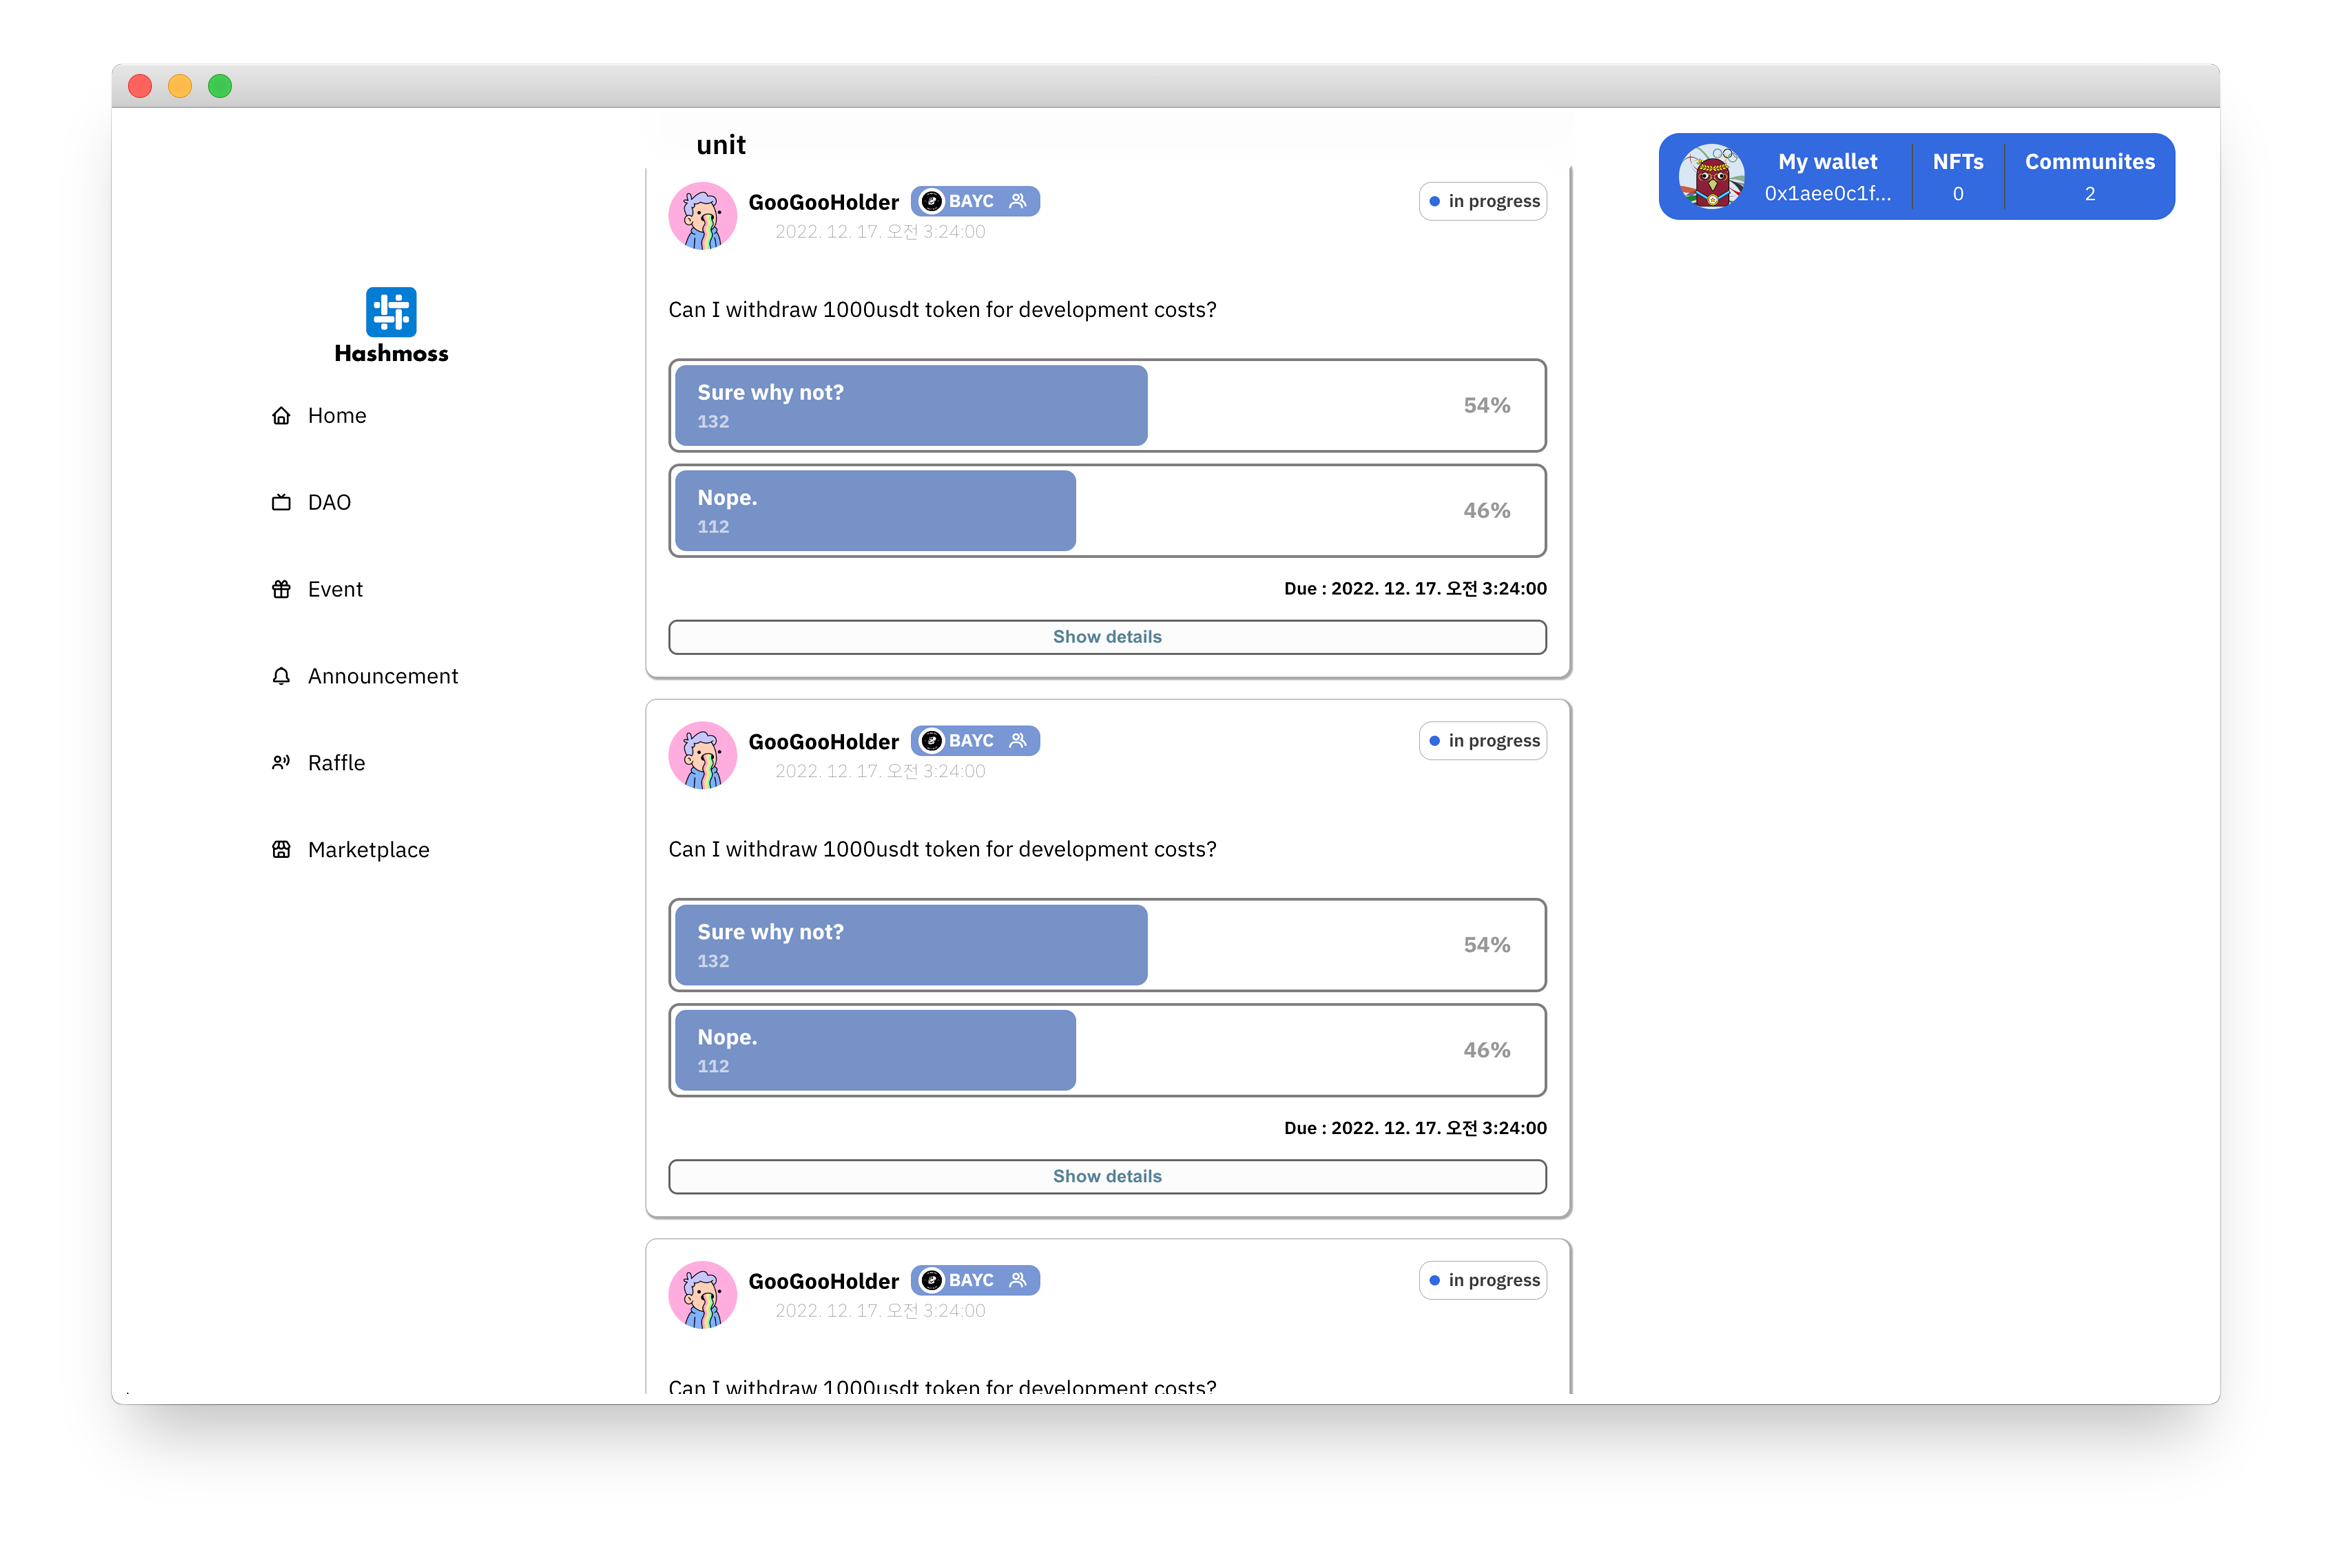 unit
My wallet
0x1aee0c1f...
NFTs
0
Communites
2
Hashmoss
Home
DAO
Event
Announcement
Raffle
Marketplace
GooGooHolder BAYC
in progress
2022. 12. 17. 오전 3:24:00
Can I withdraw 1000usdt token for development costs?
Sure why not?
132
54%
Nope.
112
46%
Due : 2022. 12. 17. 오전 3:24:00
Show details
GooGooHolder BAYC
in progress
2022. 12. 17. 오전 3:24:00
Can I withdraw 1000usdt token for development costs?
Sure why not?
132
54%
Nope.
112
46%
Due : 2022. 12. 17. 오전 3:24:00
Show details
GooGooHolder BAYC
in progress
2022. 12. 17. 오전 3:24:00
Can I withdraw 1000usdt token for development costs?